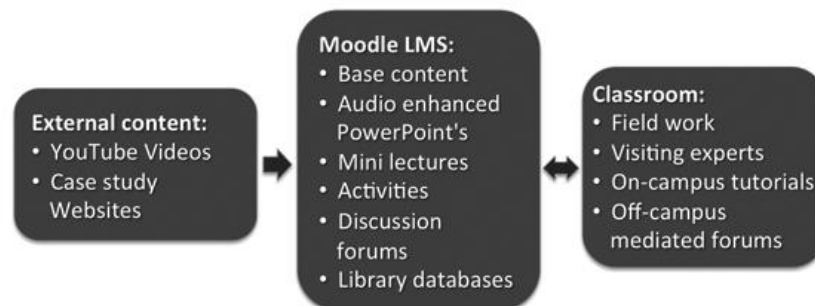 External content:
• YouTube Videos
• Case study
Websites
Moodle LMS:
• Base content
• Audio enhanced
PowerPoint's
• Mini lectures
• Activities
• Discussion
forums
• Library databases
Classroom:
• Field work
• Visiting experts
• On-campus tutorials
• Off-campus
mediated forums